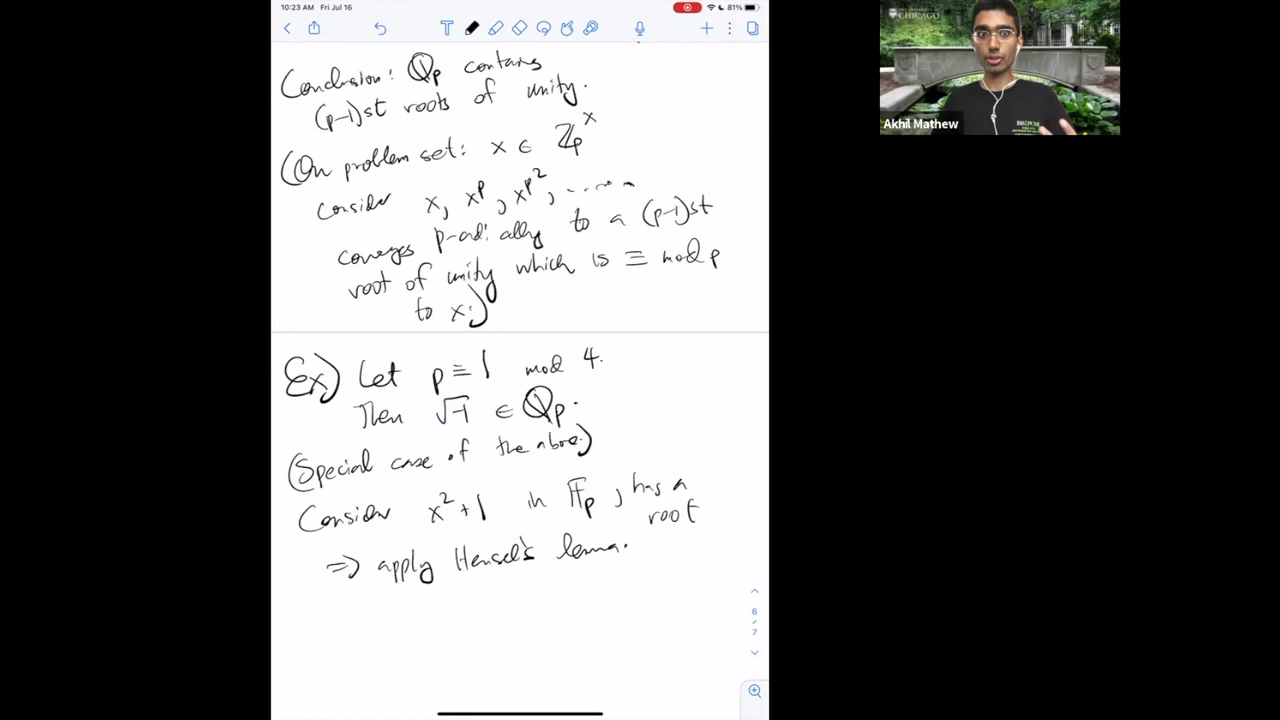 10:23 AM Fri Jul 16
81%
Conclusion: ℚp contains
(p-1)st roots of unity.
(On problem set: x ∈ ℤp^×
Consider x, x^p, x^p², ......
converges p-adically to a (p-1)st
root of unity which is ≡ mod p
to x.)
Ex) Let p ≡ 1 mod 4.
Then √-1 ∈ ℚp.
(Special case of the above.)
Consider x²+1 in 𝔽p, has a
root
⇒ apply Hensel's lemma.
6
/
7
CHICAGO
Akhil Mathew